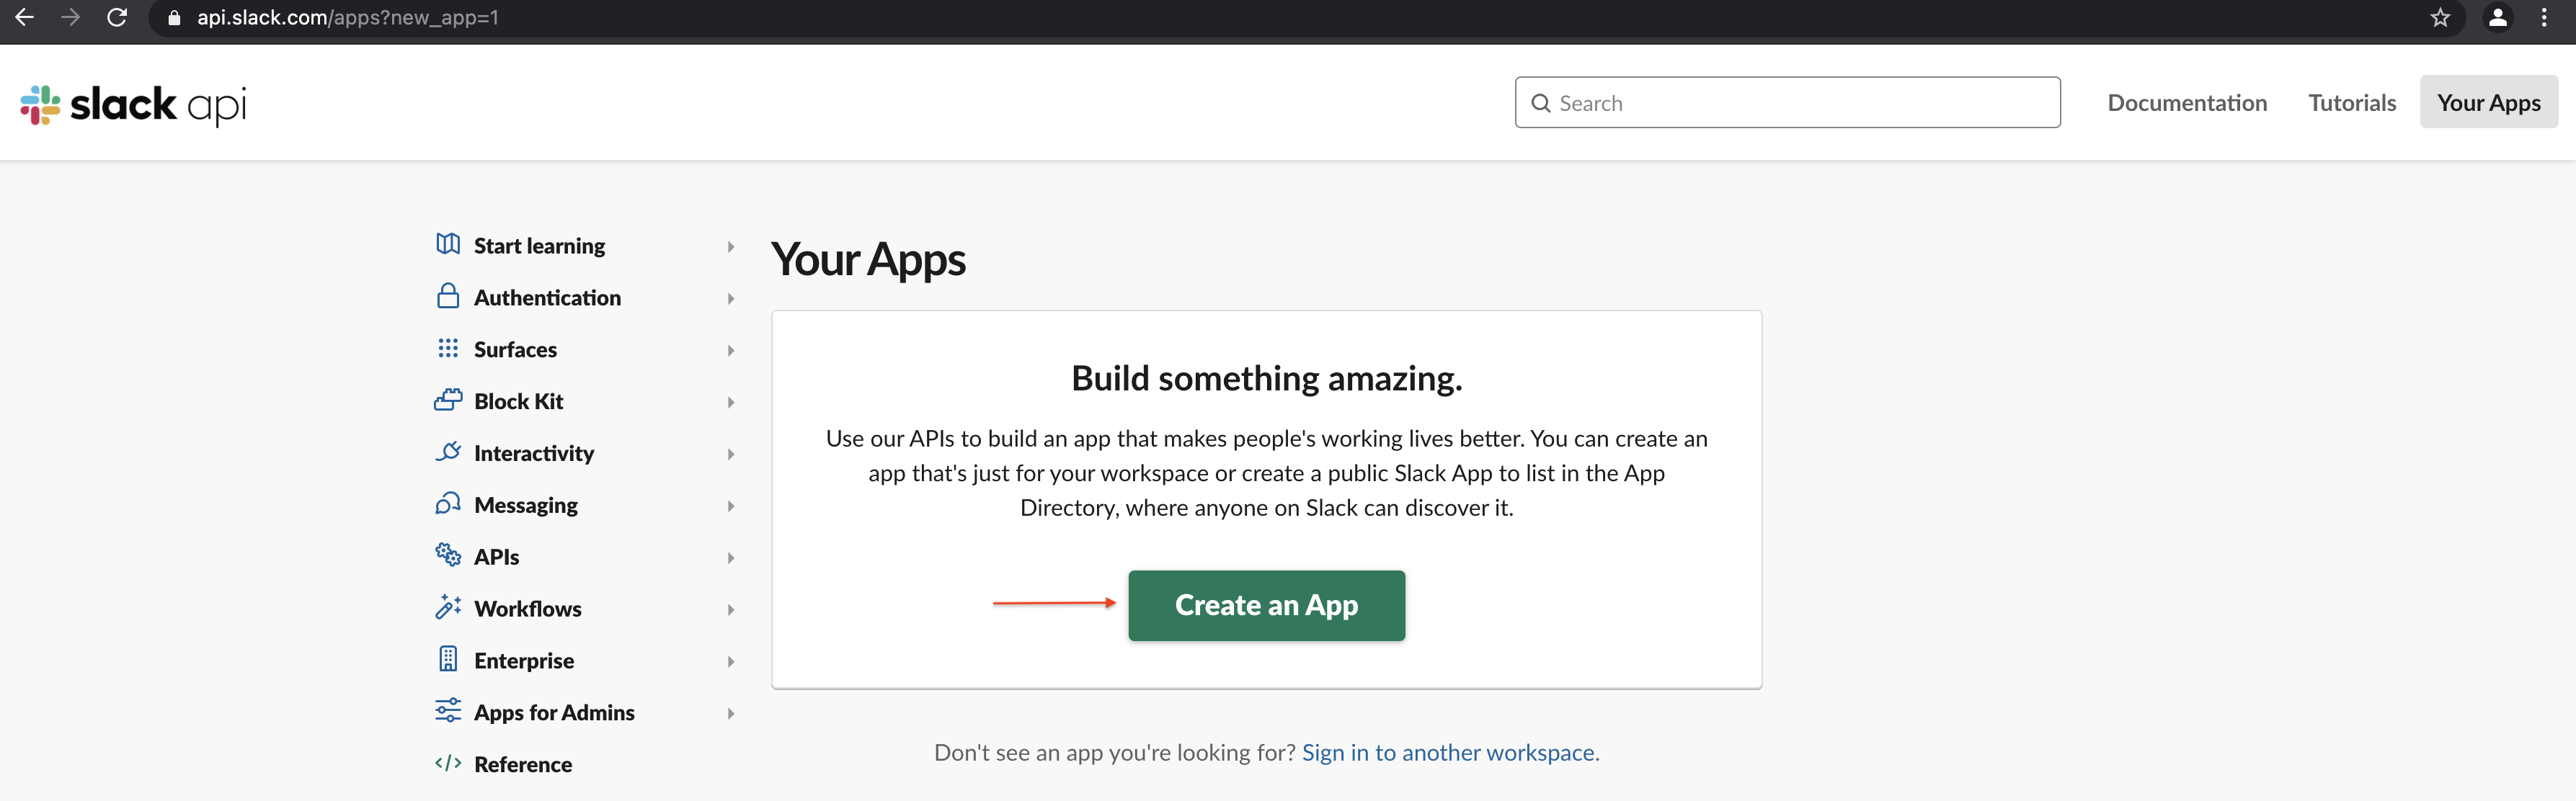 api.slack.com/apps?new_app=1
slack api
Search
Documentation
Tutorials
Your Apps
Start learning
Authentication
Surfaces
Block Kit
Interactivity
Messaging
APIs
Workflows
Enterprise
Apps for Admins
Reference
Your Apps
Build something amazing.
Use our APIs to build an app that makes people's working lives better. You can create an
app that's just for your workspace or create a public Slack App to list in the App
Directory, where anyone on Slack can discover it.
Create an App
Don't see an app you're looking for? Sign in to another workspace.